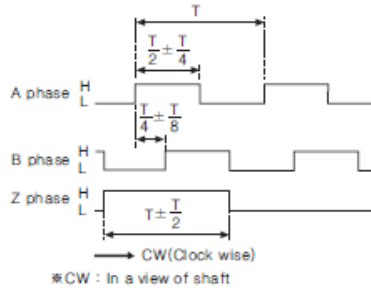 T
T/2 ± T/4
A phase H
L
T/4 ± T/8
B phase H
L
Z phase H
L
T± T/2
CW(Clock wise)
※CW : In a view of shaft